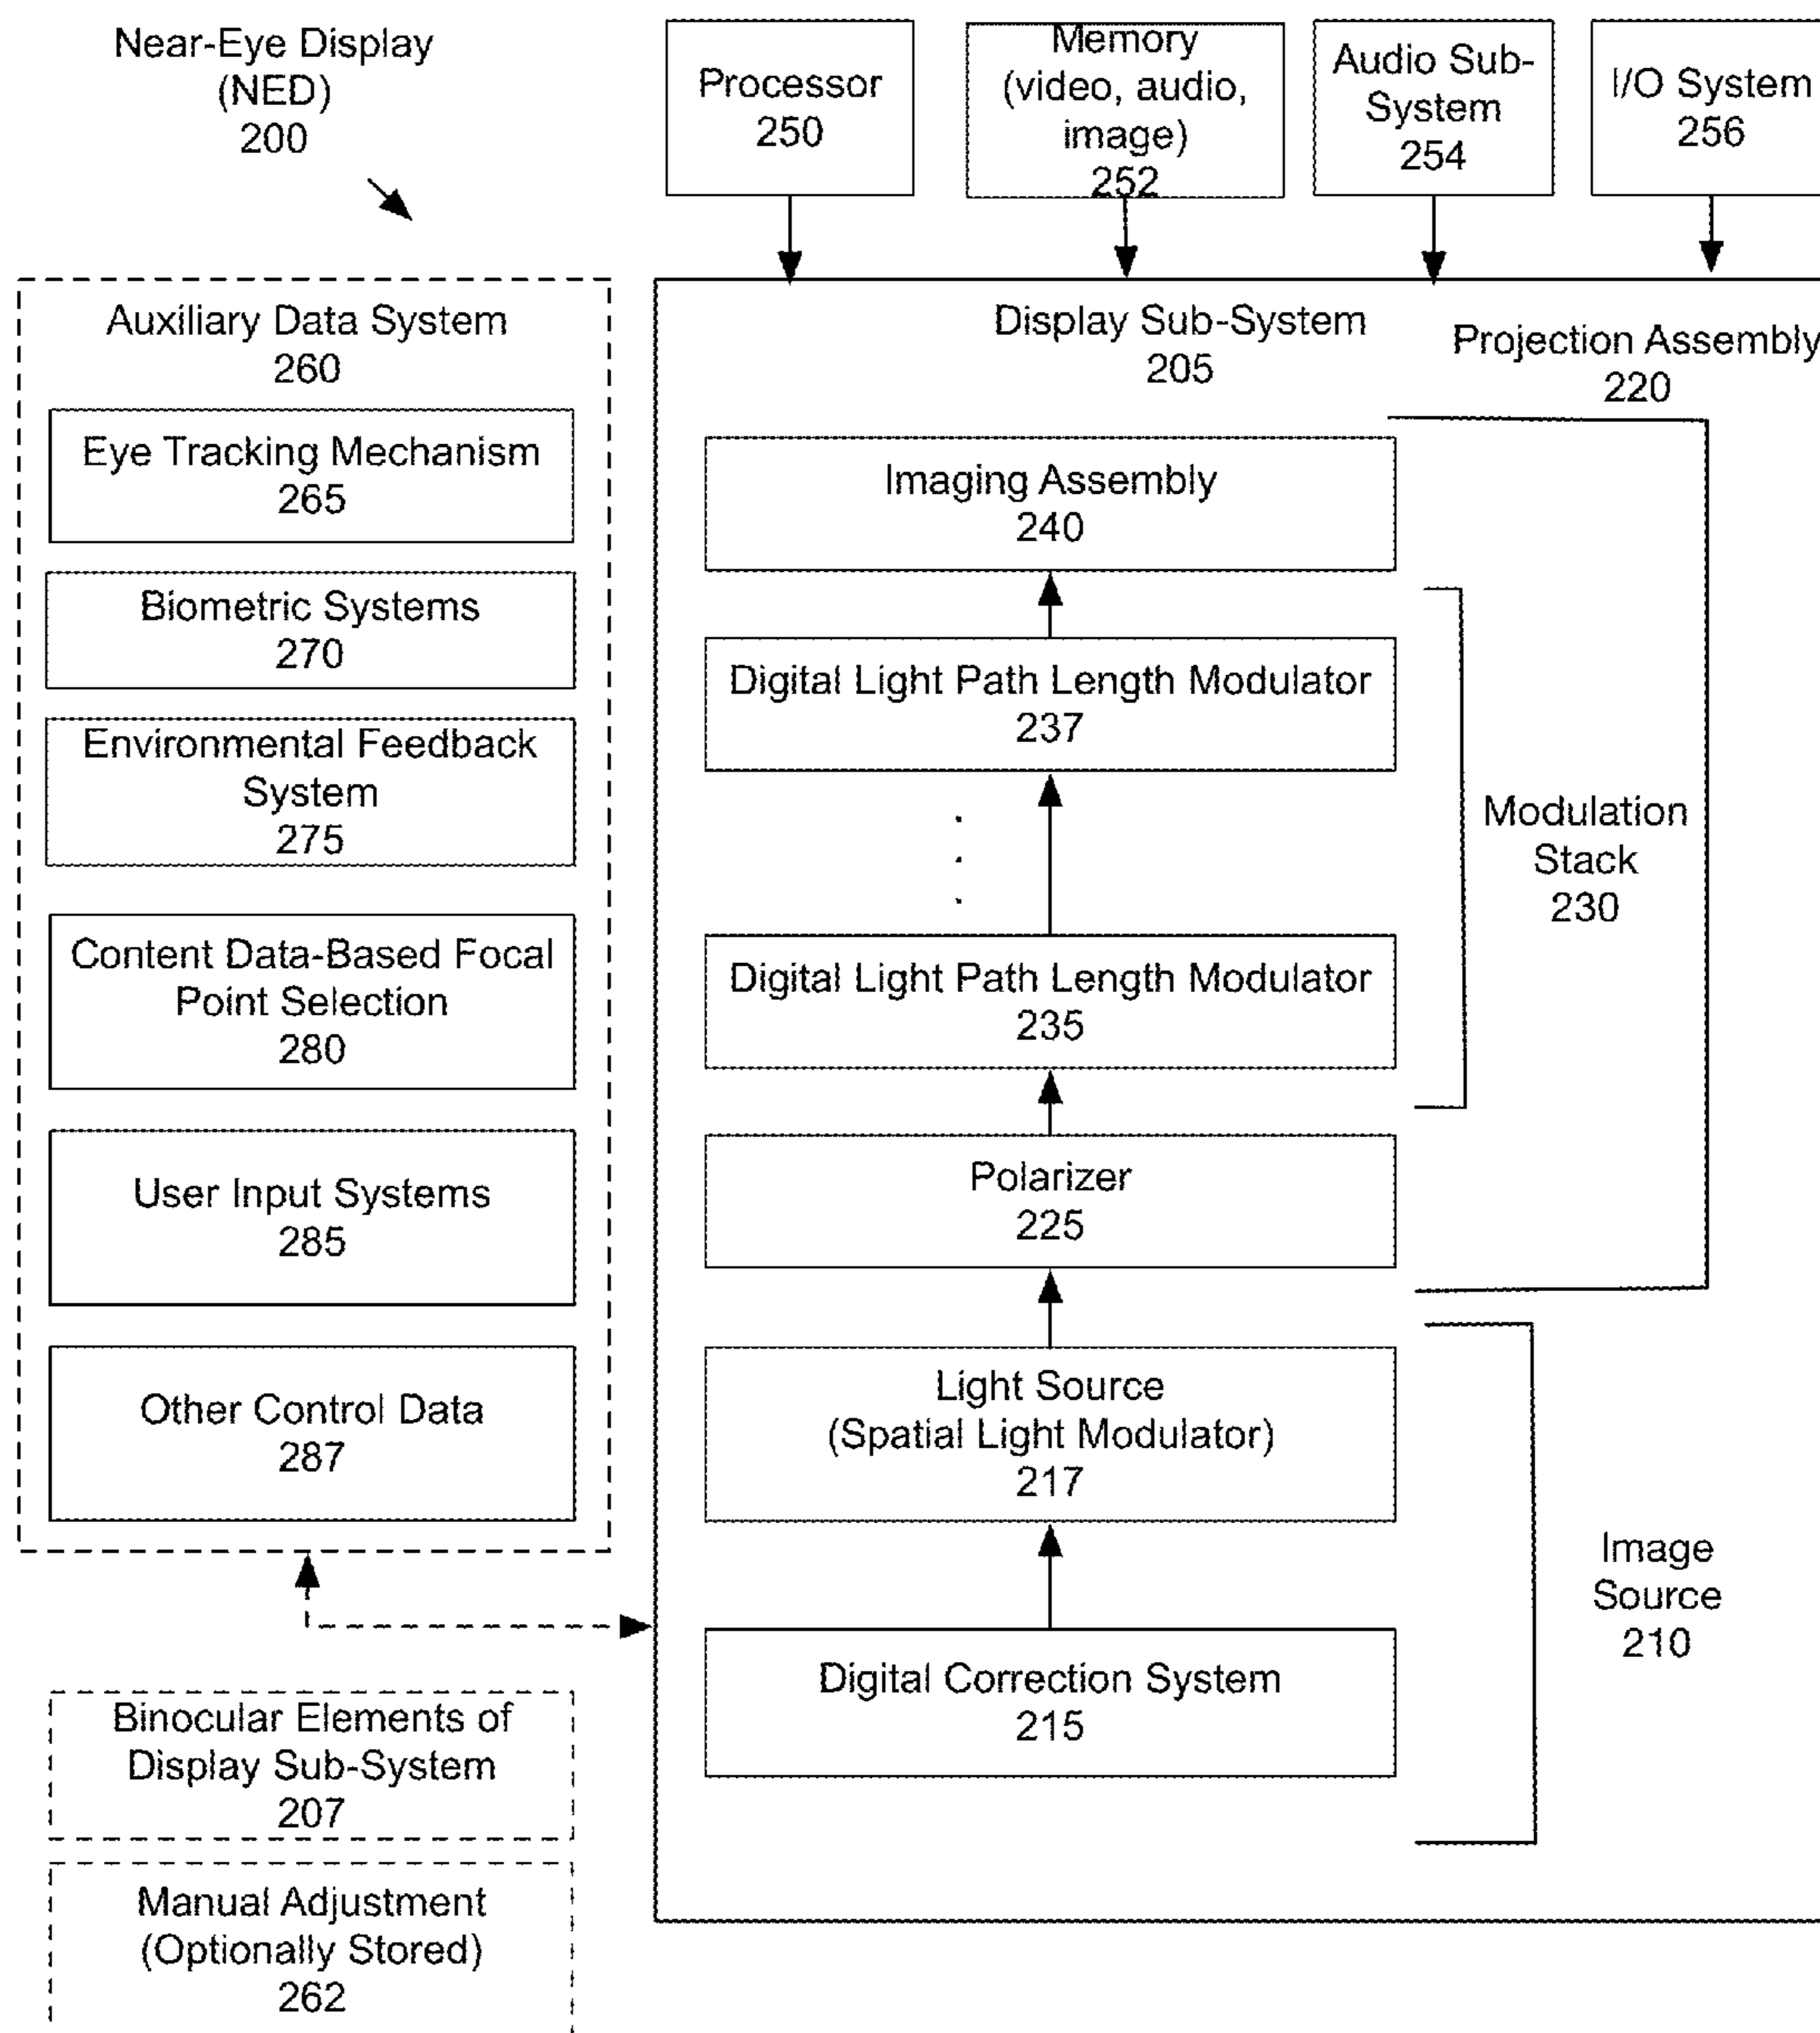 Near-Eye Display
(NED)
200
Processor
250
Memory
(video, audio,
image)
252
Audio Sub-
System
254
I/O System
256
Auxiliary Data System
260
Eye Tracking Mechanism
265
Biometric Systems
270
Environmental Feedback
System
275
Content Data-Based Focal
Point Selection
280
User Input Systems
285
Other Control Data
287
Binocular Elements of
Display Sub-System
207
Manual Adjustment
(Optionally Stored)
262
Display Sub-System
205
Projection Assembly
220
Imaging Assembly
240
Digital Light Path Length Modulator
237
.
.
.
Digital Light Path Length Modulator
235
Modulation
Stack
230
Polarizer
225
Light Source
(Spatial Light Modulator)
217
Digital Correction System
215
Image
Source
210